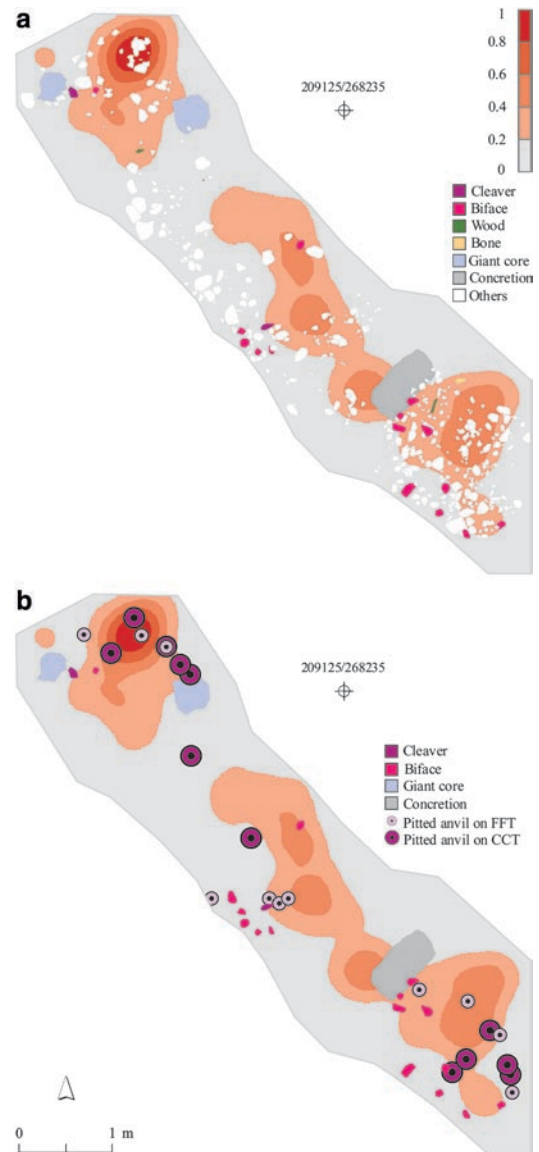 a
1
0.8
0.6
209125/268235
0.4
0.2
0
Cleaver
Biface
Wood
Bone
Giant core
Concretion
Others
b
209125/268235
Cleaver
Biface
Giant core
Concretion
Pitted anvil on FFT
Pitted anvil on CCT
0 1 m